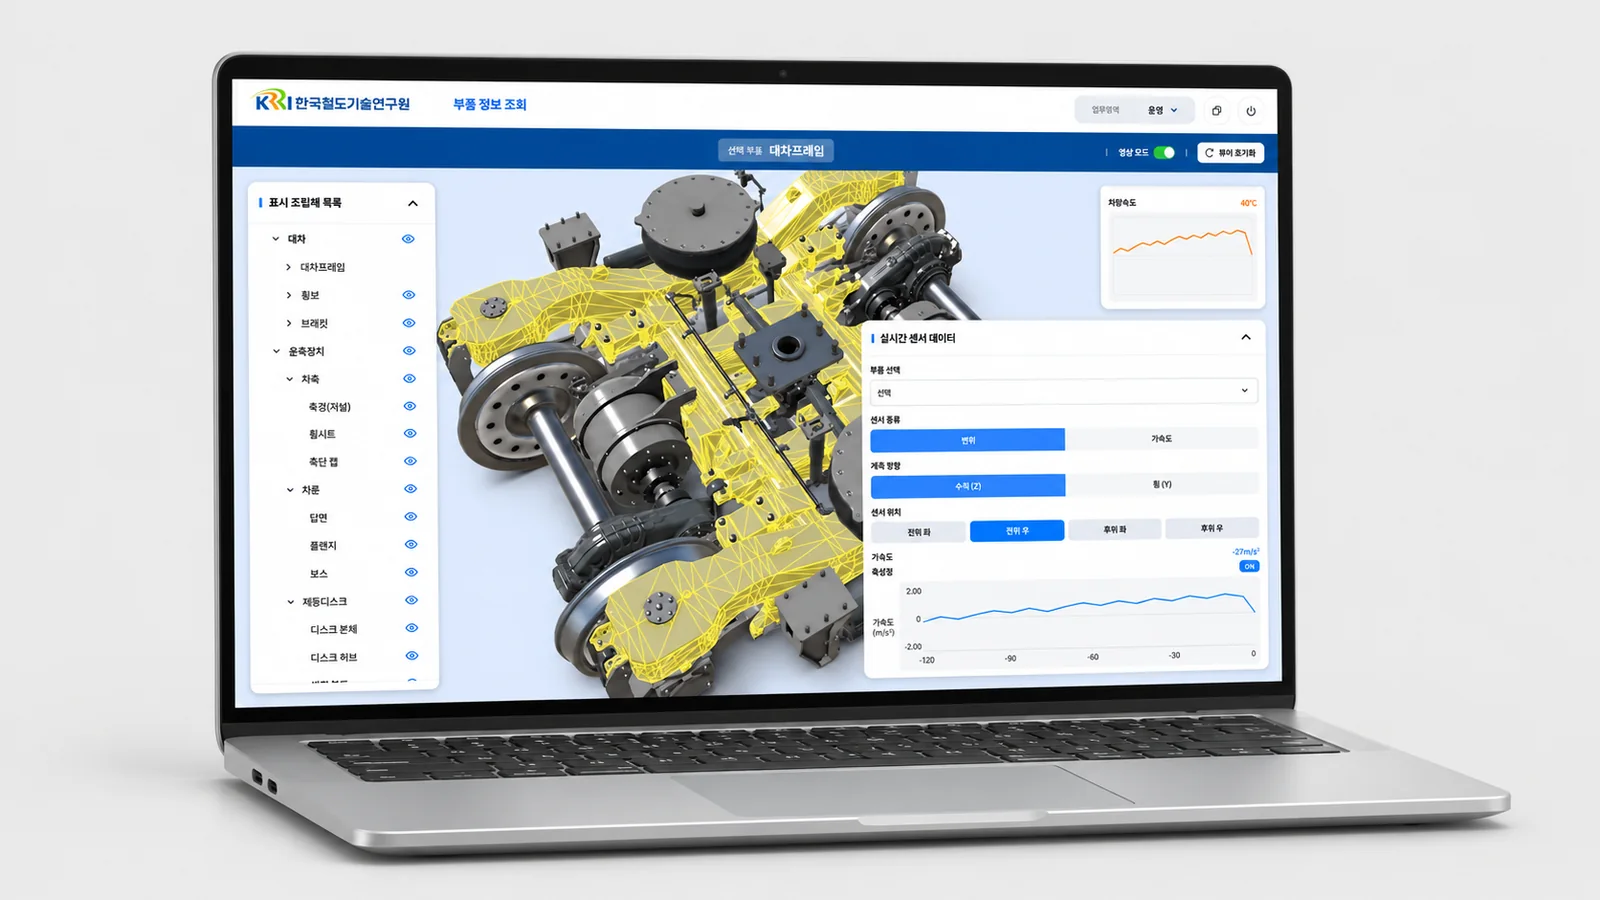 KRRI 한국철도기술연구원
부품 정보 조회
업무영역 운영
선택 부품 대차프레임
영상 모드
뷰어 초기화
표시 조립해 목록
대차
대차프레임
횡보
브래킷
운축장치
차축
축경(저널)
휠시트
축단 캡
차륜
답면
플랜지
보스
제동디스크
디스크 본체
디스크 허브
차량속도 40°C
실시간 센서 데이터
부품 선택
선택
센서 종류
변위 가속도
계측 방향
수직 (Z) 횡 (Y)
센서 위치
전위 좌 전위 우 후위 좌 후위 우
가속도 -27m/s²
축성정 ON
2.00
0
-2.00
가속도
(m/s²)
-120 -90 -60 -30 0